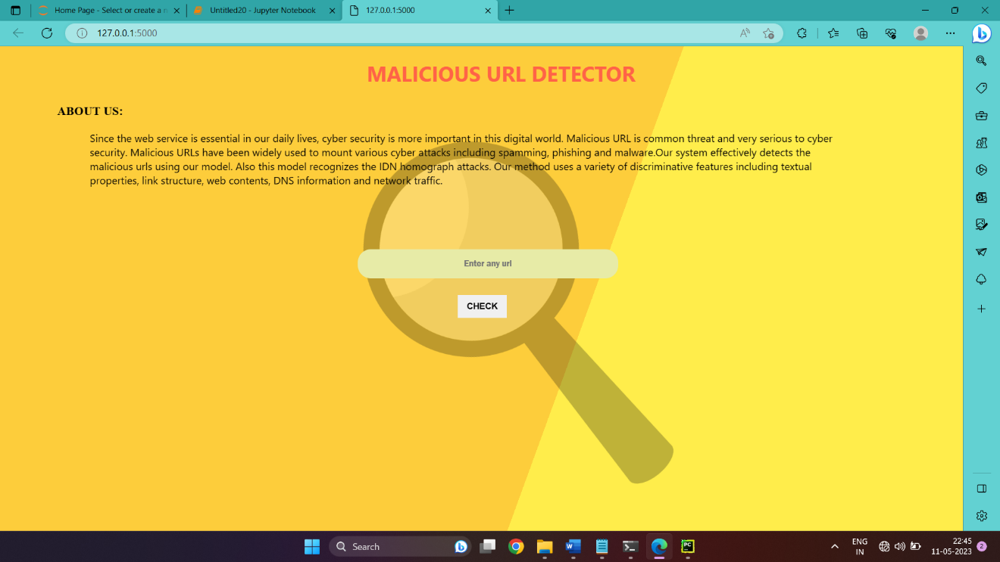 Home Page - Select or create a n
Untitled20 - Jupyter Notebook
127.0.0.1:5000
127.0.0.1:5000
MALICIOUS URL DETECTOR
ABOUT US:
Since the web service is essential in our daily lives, cyber security is more important in this digital world. Malicious URL is common threat and very serious to cyber
security. Malicious URLs have been widely used to mount various cyber attacks including spamming, phishing and malware.Our system effectively detects the
malicious urls using our model. Also this model recognizes the IDN homograph attacks. Our method uses a variety of discriminative features including textual
properties, link structure, web contents, DNS information and network traffic.
Enter any url
CHECK
Search
ENG
IN
22:45
11-05-2023
2